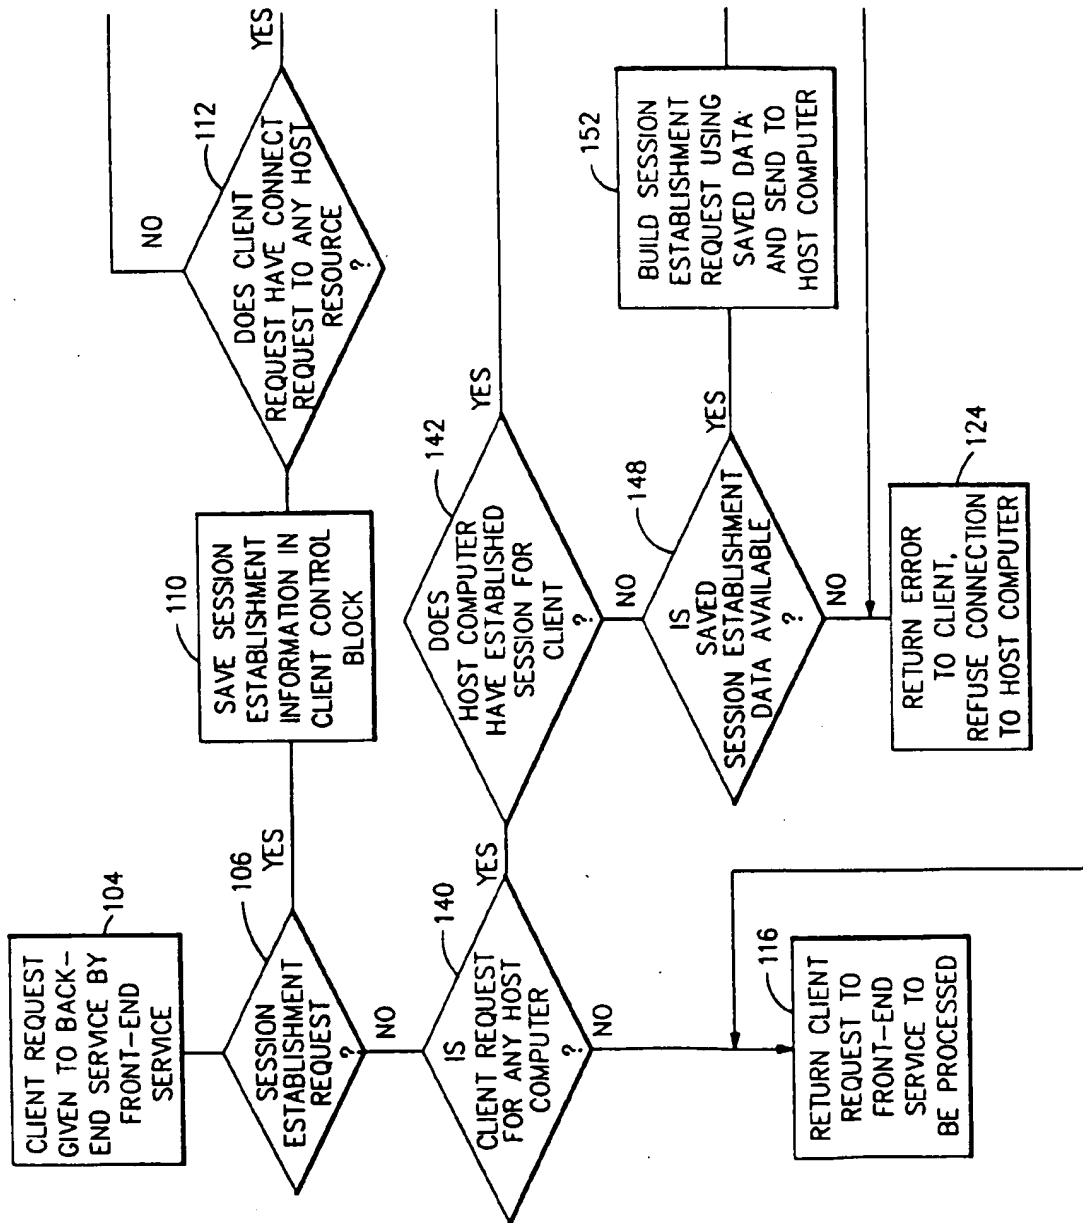 CLIENT REQUEST
GIVEN TO BACK-
END SERVICE BY
FRONT-END
SERVICE
104
SESSION
ESTABLISHMENT
REQUEST
?
106
YES
NO
SAVE SESSION
ESTABLISHMENT
INFORMATION IN
CLIENT CONTROL
BLOCK
110
DOES CLIENT
REQUEST HAVE CONNECT
REQUEST TO ANY HOST
RESOURCE
?
112
NO
YES
IS
CLIENT REQUEST
FOR ANY HOST
COMPUTER
?
140
YES
NO
DOES
HOST COMPUTER
HAVE ESTABLISHED
SESSION FOR
CLIENT
?
142
YES
NO
IS
SAVED
SESSION ESTABLISHMENT
DATA AVAILABLE
?
148
YES
NO
BUILD SESSION
ESTABLISHMENT
REQUEST USING
SAVED DATA
AND SEND TO
HOST COMPUTER
152
RETURN CLIENT
REQUEST TO
FRONT-END
SERVICE TO
BE PROCESSED
116
RETURN ERROR
TO CLIENT,
REFUSE CONNECTION
TO HOST COMPUTER
124